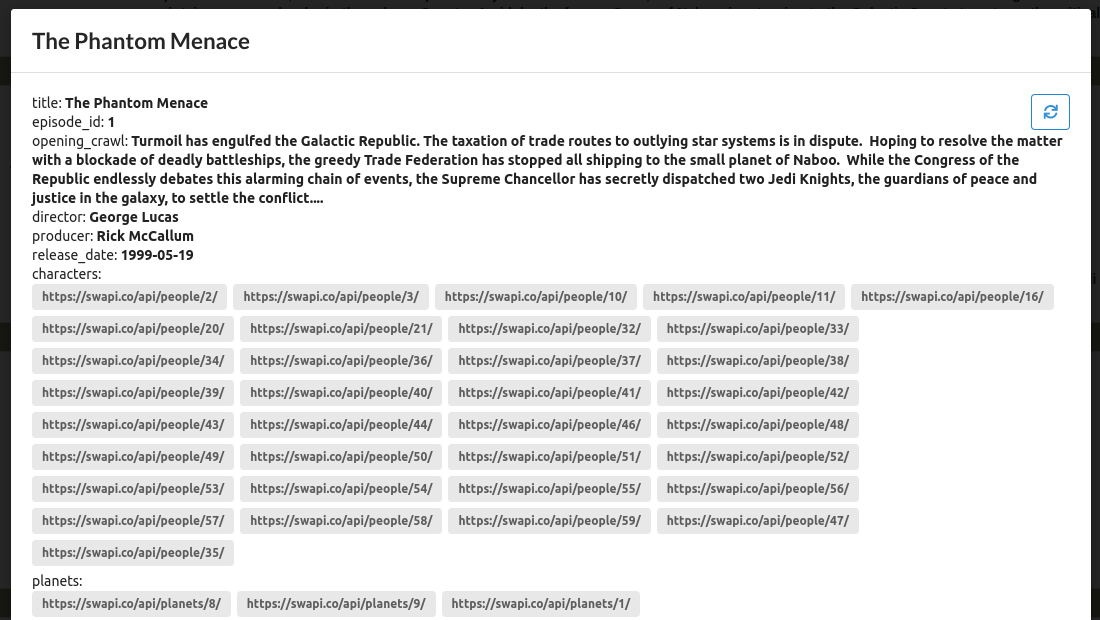 The Phantom Menace
title: The Phantom Menace
episode_id: 1
opening_crawl: Turmoil has engulfed the Galactic Republic. The taxation of trade routes to outlying star systems is in dispute.  Hoping to resolve the matter
with a blockade of deadly battleships, the greedy Trade Federation has stopped all shipping to the small planet of Naboo.  While the Congress of the
Republic endlessly debates this alarming chain of events, the Supreme Chancellor has secretly dispatched two Jedi Knights, the guardians of peace and
justice in the galaxy, to settle the conflict....
director: George Lucas
producer: Rick McCallum
release_date: 1999-05-19
characters:
https://swapi.co/api/people/2/ https://swapi.co/api/people/3/ https://swapi.co/api/people/10/ https://swapi.co/api/people/11/ https://swapi.co/api/people/16/
https://swapi.co/api/people/20/ https://swapi.co/api/people/21/ https://swapi.co/api/people/32/ https://swapi.co/api/people/33/
https://swapi.co/api/people/34/ https://swapi.co/api/people/36/ https://swapi.co/api/people/37/ https://swapi.co/api/people/38/
https://swapi.co/api/people/39/ https://swapi.co/api/people/40/ https://swapi.co/api/people/41/ https://swapi.co/api/people/42/
https://swapi.co/api/people/43/ https://swapi.co/api/people/44/ https://swapi.co/api/people/46/ https://swapi.co/api/people/48/
https://swapi.co/api/people/49/ https://swapi.co/api/people/50/ https://swapi.co/api/people/51/ https://swapi.co/api/people/52/
https://swapi.co/api/people/53/ https://swapi.co/api/people/54/ https://swapi.co/api/people/55/ https://swapi.co/api/people/56/
https://swapi.co/api/people/57/ https://swapi.co/api/people/58/ https://swapi.co/api/people/59/ https://swapi.co/api/people/47/
https://swapi.co/api/people/35/
planets:
https://swapi.co/api/planets/8/ https://swapi.co/api/planets/9/ https://swapi.co/api/planets/1/